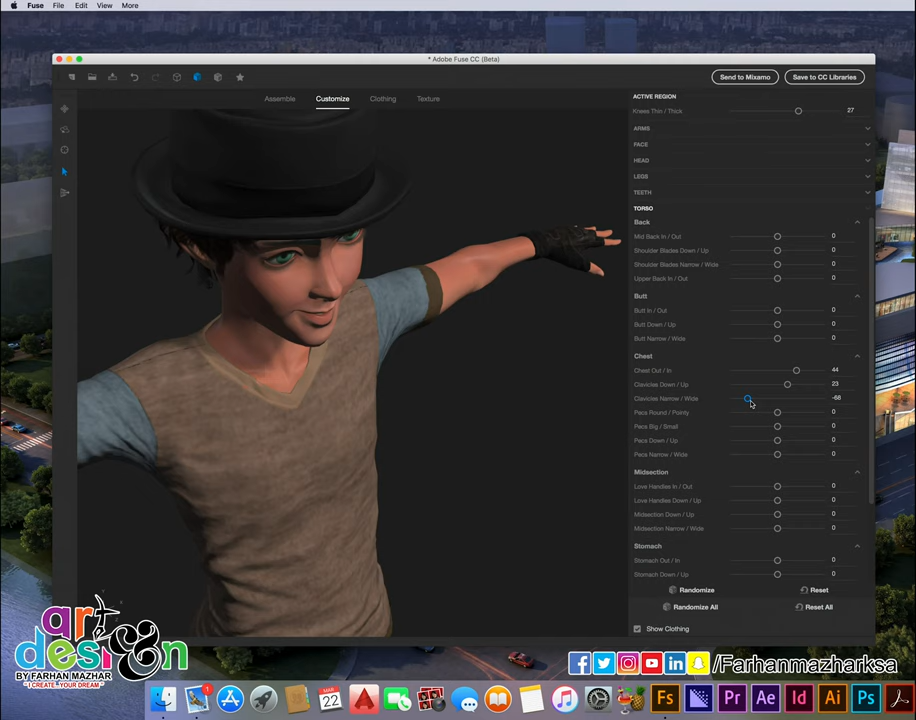 Fuse File Edit View More
* Adobe Fuse CC (Beta)
Send to Mixamo Save to CC Libraries
Assemble Customize Clothing Texture
ACTIVE REGION
Knees Thin / Thick 27
ARMS
FACE
HEAD
LEGS
TEETH
TORSO
Back
Mid Back In / Out 0
Shoulder Blades Down / Up 0
Shoulder Blades Narrow / Wide 0
Upper Back In / Out 0
Butt
Butt In / Out 0
Butt Down / Up 0
Butt Narrow / Wide 0
Chest
Chest Out / In 44
Clavicles Down / Up 23
Clavicles Narrow / Wide -68
Pecs Round / Pointy 0
Pecs Big / Small 0
Pecs Down / Up 0
Pecs Narrow / Wide 0
Midsection
Love Handles In / Out 0
Love Handles Down / Up 0
Midsection Down / Up 0
Midsection Narrow / Wide 0
Stomach
Stomach Out / In 0
Stomach Down / Up 0
Randomize Reset
Randomize All Reset All
Show Clothing
art
&
design
BY FARHAN MAZHAR
"I CREATE, YOUR DREAM"
/Farhanmazharksa
1
MAR
22
Fs Pr Ae Id Ai Ps